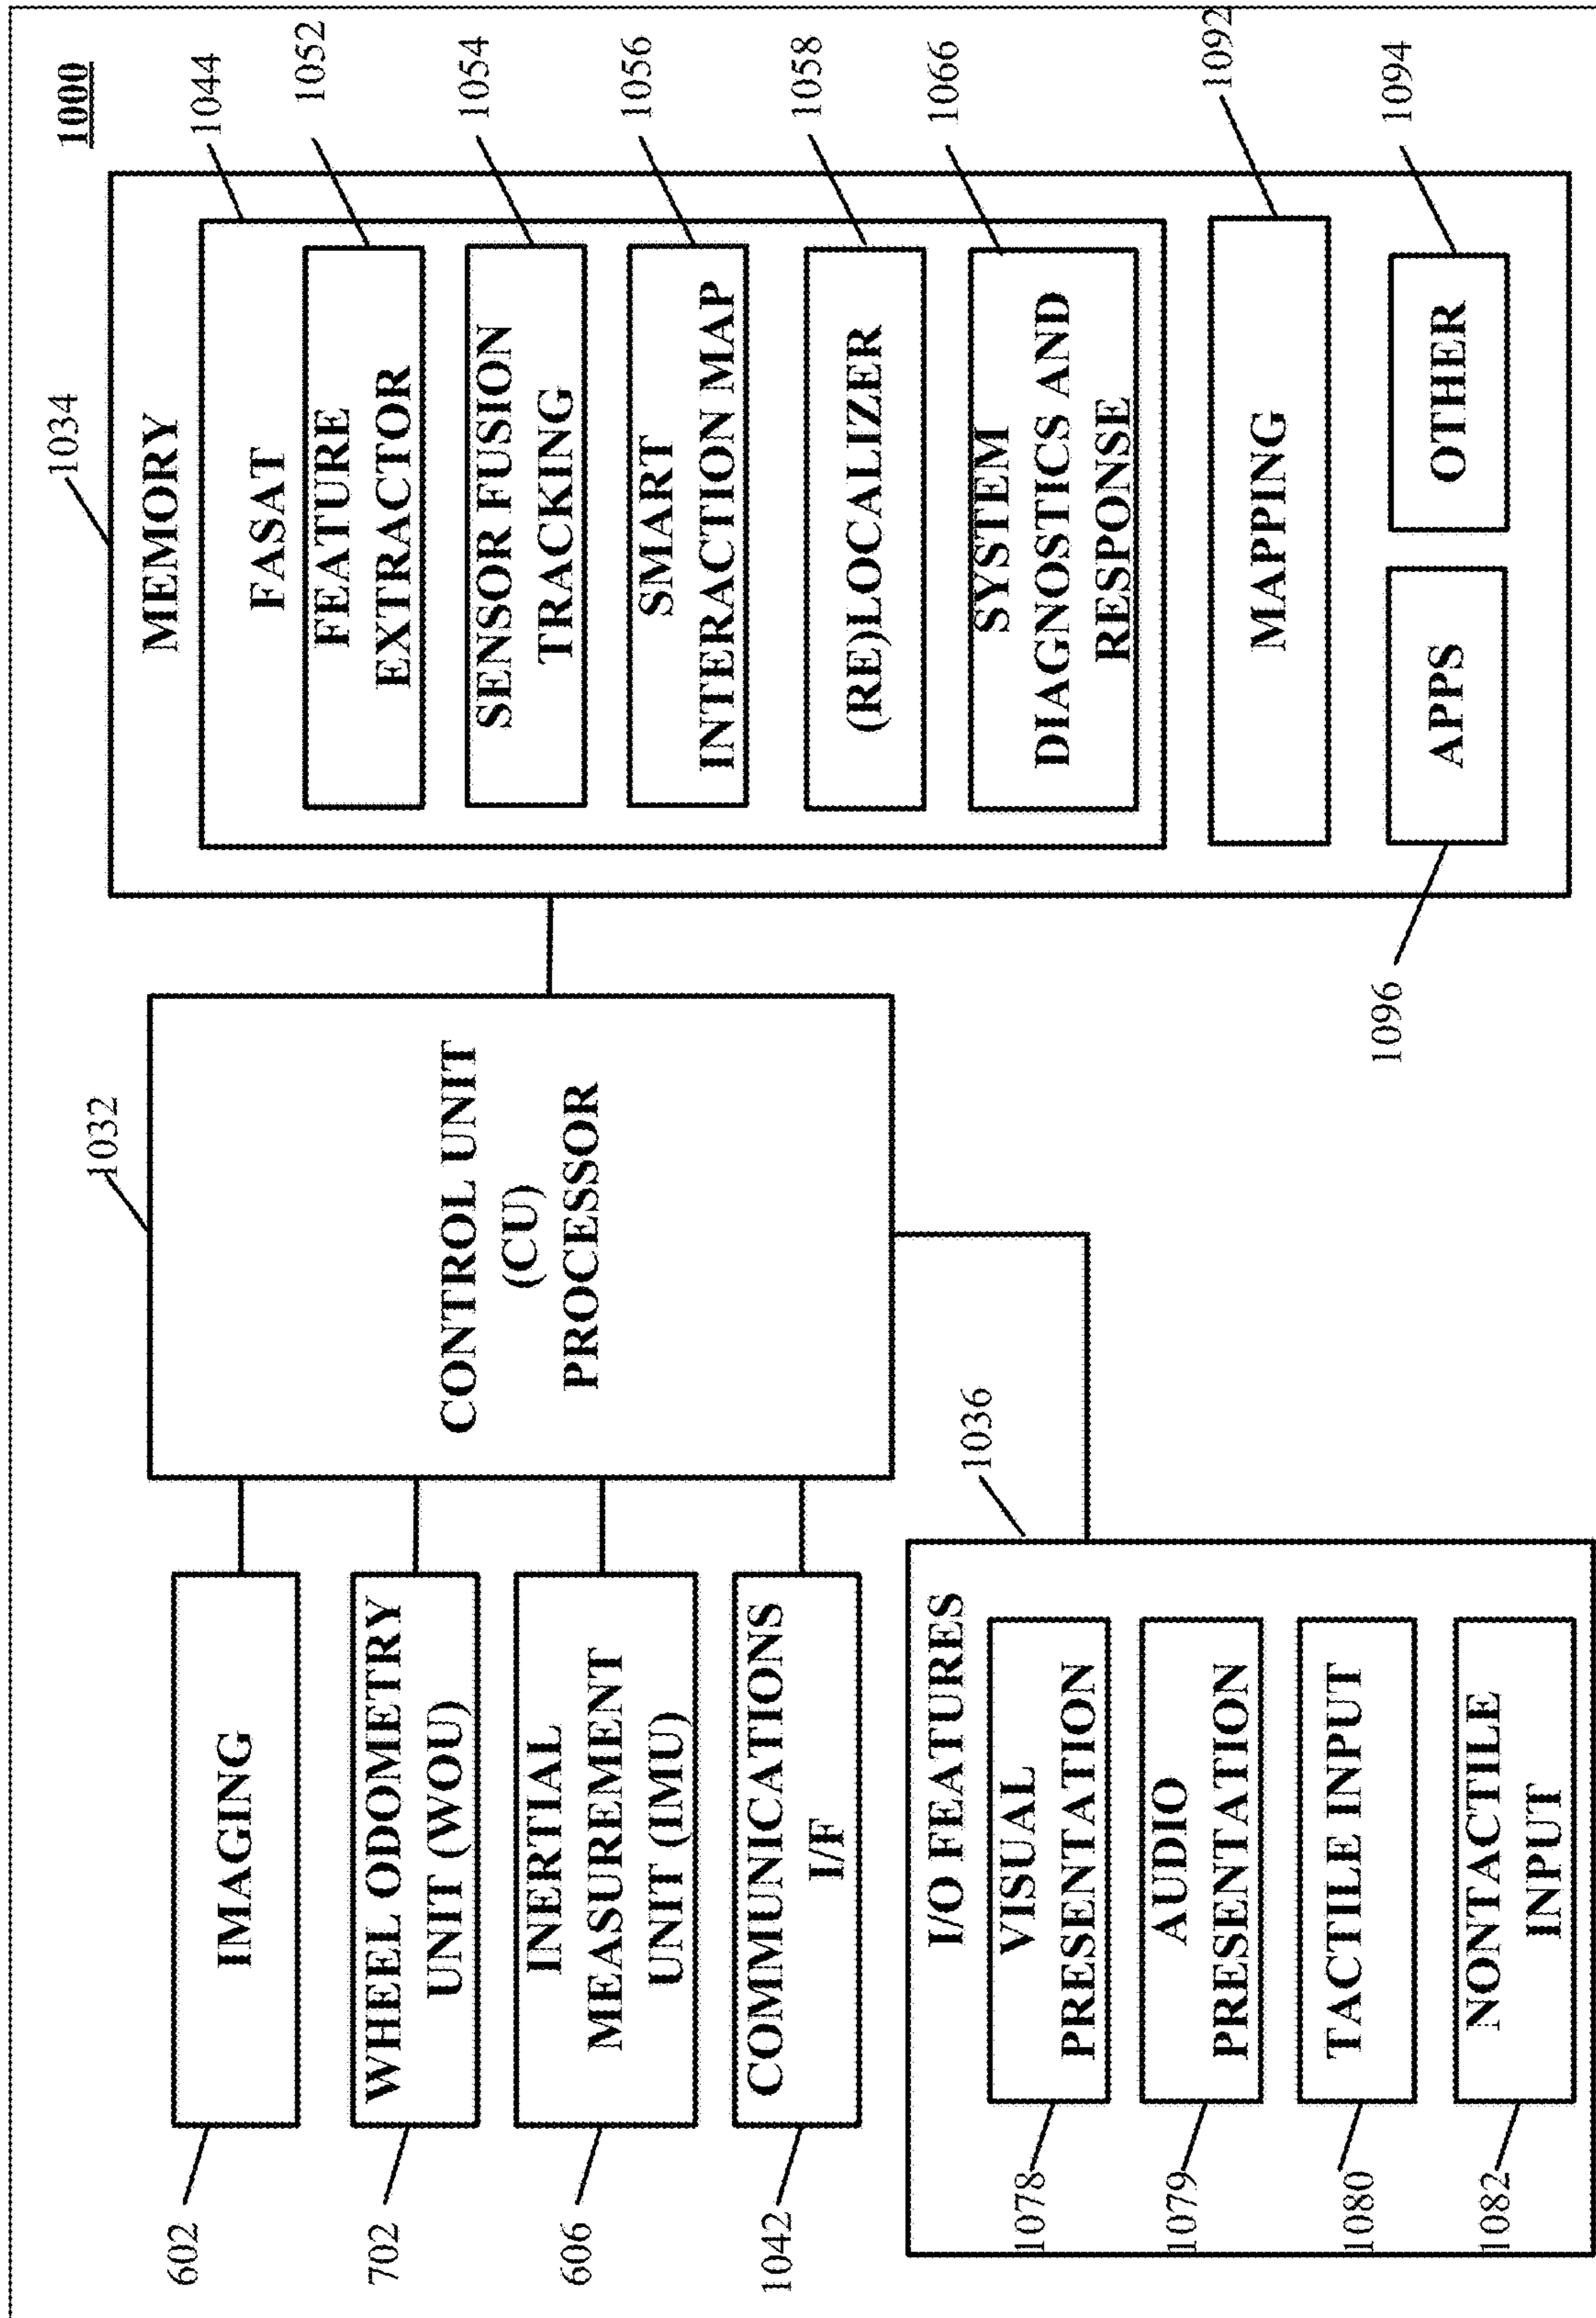 1000
602
IMAGING
702
WHEEL ODOMETRY
UNIT (WOU)
606
INERTIAL
MEASUREMENT
UNIT (IMU)
1042
COMMUNICATIONS
I/F
1036
I/O FEATURES
1078
VISUAL
PRESENTATION
1079
AUDIO
PRESENTATION
1080
TACTILE INPUT
1082
NONTACTILE
INPUT
1032
CONTROL UNIT
(CU)
PROCESSOR
1034
MEMORY
1044
FASAT
1052
FEATURE
EXTRACTOR
1054
SENSOR FUSION
TRACKING
1056
SMART
INTERACTION MAP
1058
(RE)LOCALIZER
1066
SYSTEM
DIAGNOSTICS AND
RESPONSE
1092
MAPPING
1096
APPS
1094
OTHER